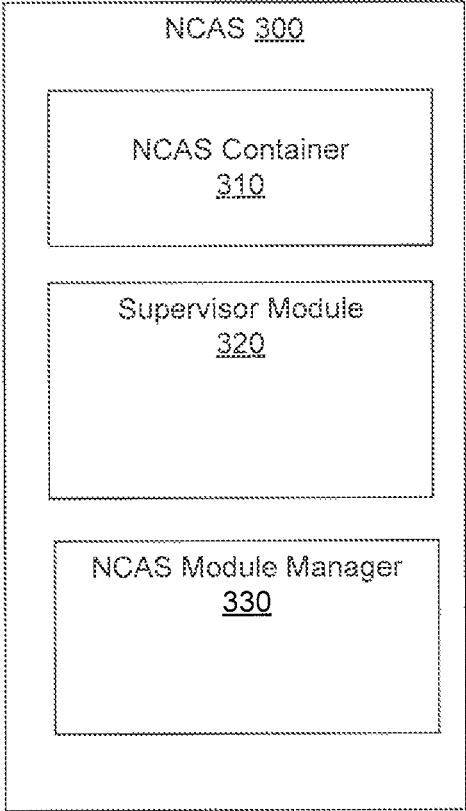 NCAS 300
NCAS Container
310
Supervisor Module
320
NCAS Module Manager
330